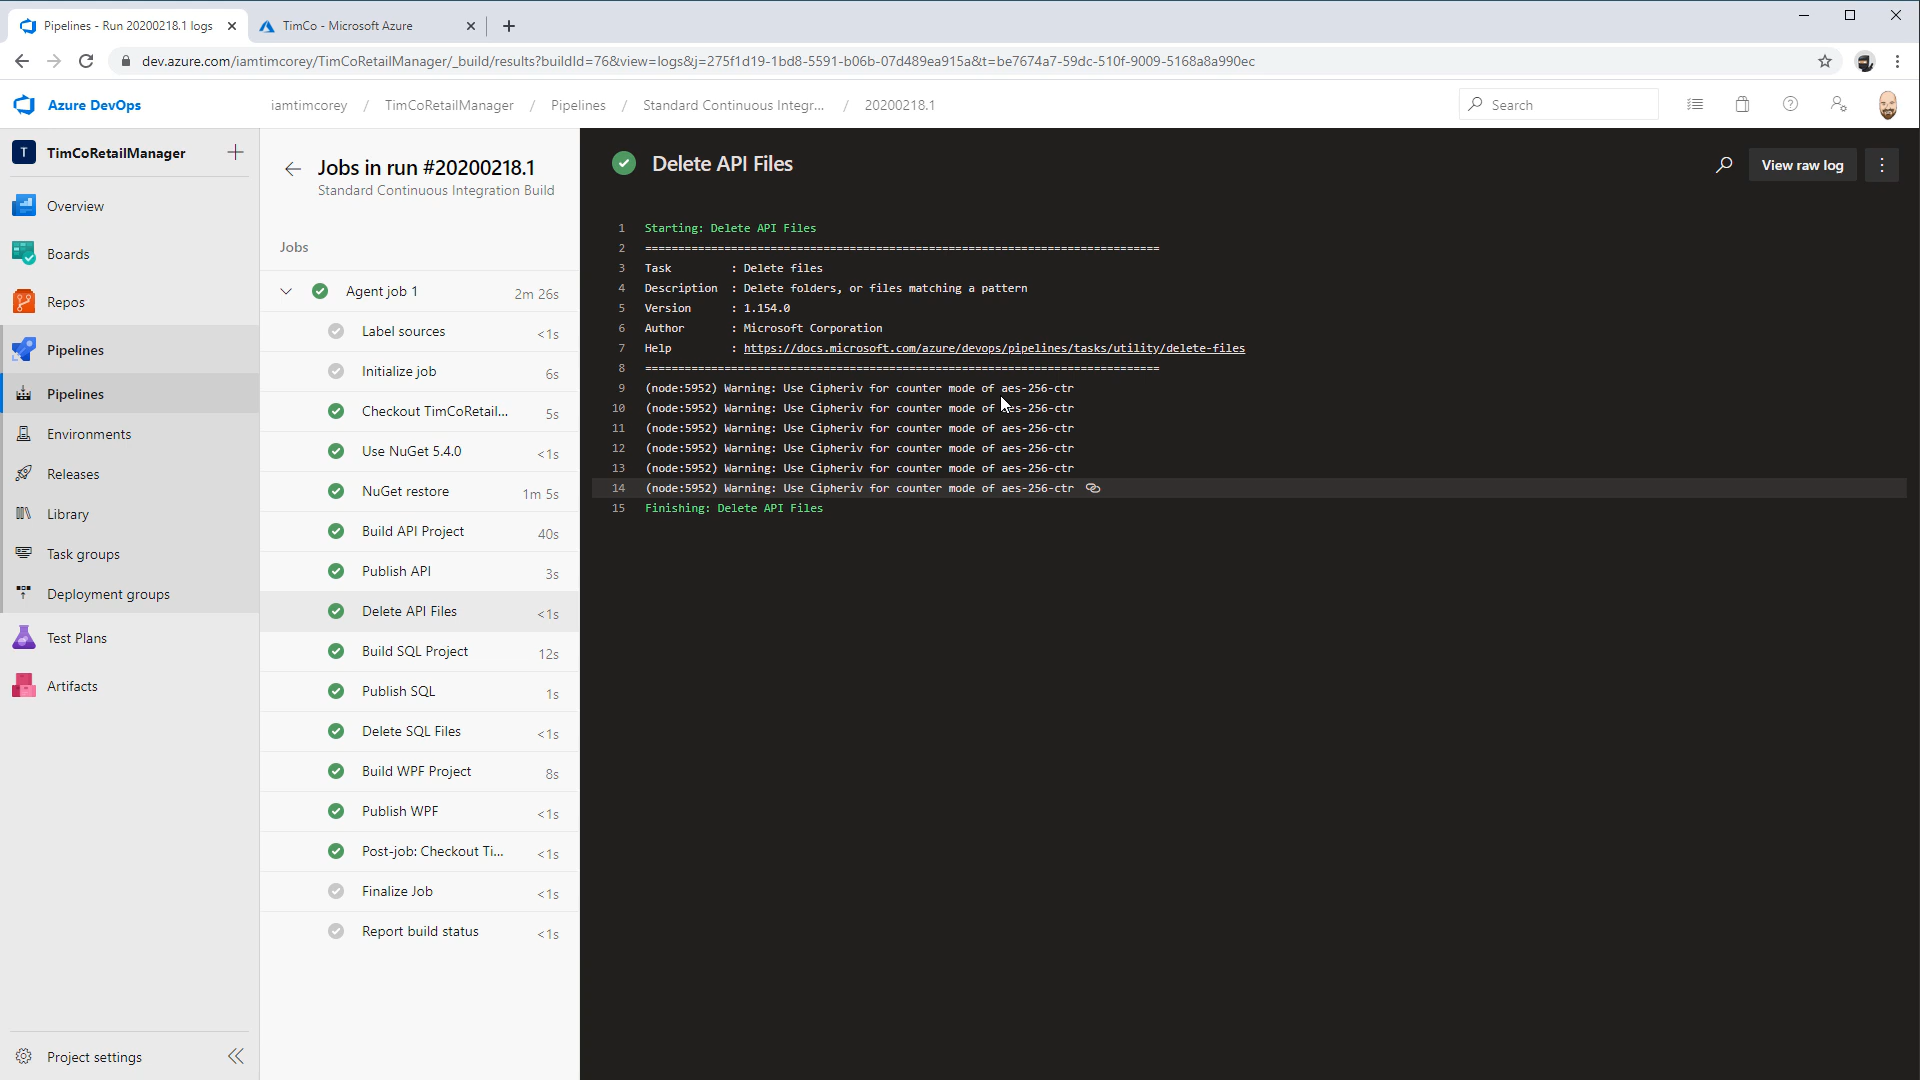 Pipelines - Run 20200218.1 logs
TimCo - Microsoft Azure
dev.azure.com/iamtimcorey/TimCoRetailManager/_build/results?buildId=76&view=logs&j=275f1d19-1bd8-5591-b06b-07d489ea915a&t=be7674a7-59dc-510f-9009-5168a8a990ec
Azure DevOps
iamtimcorey / TimCoRetailManager / Pipelines / Standard Continuous Integr... / 20200218.1
Search
T TimCoRetailManager
Overview
Boards
Repos
Pipelines
Pipelines
Environments
Releases
Library
Task groups
Deployment groups
Test Plans
Artifacts
Project settings
Jobs in run #20200218.1
Standard Continuous Integration Build
Jobs
Agent job 1 2m 26s
Label sources <1s
Initialize job 6s
Checkout TimCoRetail... 5s
Use NuGet 5.4.0 <1s
NuGet restore 1m 5s
Build API Project 40s
Publish API 3s
Delete API Files <1s
Build SQL Project 12s
Publish SQL 1s
Delete SQL Files <1s
Build WPF Project 8s
Publish WPF <1s
Post-job: Checkout Ti... <1s
Finalize Job <1s
Report build status <1s
Delete API Files
View raw log
1 Starting: Delete API Files
2 ==============================================================================
3 Task : Delete files
4 Description : Delete folders, or files matching a pattern
5 Version : 1.154.0
6 Author : Microsoft Corporation
7 Help : https://docs.microsoft.com/azure/devops/pipelines/tasks/utility/delete-files
8 ==============================================================================
9 (node:5952) Warning: Use Cipheriv for counter mode of aes-256-ctr
10 (node:5952) Warning: Use Cipheriv for counter mode of aes-256-ctr
11 (node:5952) Warning: Use Cipheriv for counter mode of aes-256-ctr
12 (node:5952) Warning: Use Cipheriv for counter mode of aes-256-ctr
13 (node:5952) Warning: Use Cipheriv for counter mode of aes-256-ctr
14 (node:5952) Warning: Use Cipheriv for counter mode of aes-256-ctr
15 Finishing: Delete API Files